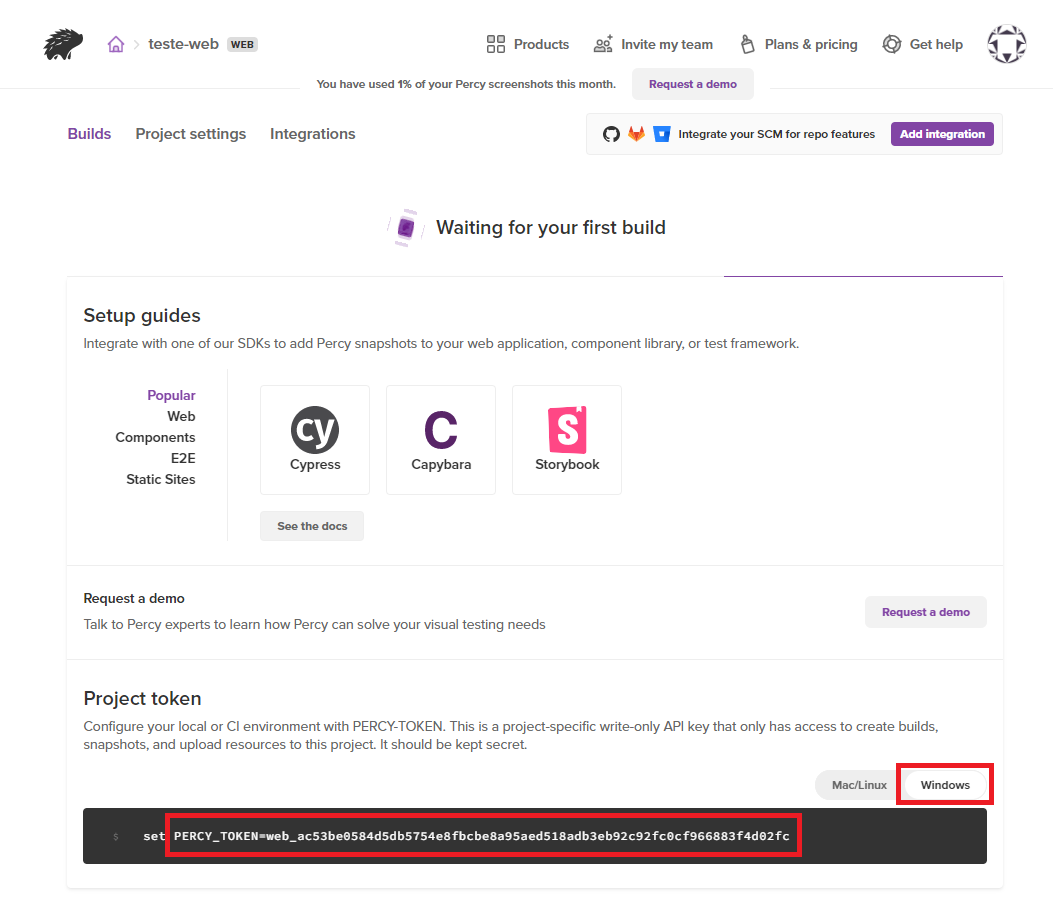 teste-web WEB
Products
Invite my team
Plans & pricing
Get help
You have used 1% of your Percy screenshots this month.
Request a demo
Builds
Project settings
Integrations
Integrate your SCM for repo features
Add integration
Waiting for your first build
Setup guides
Integrate with one of our SDKs to add Percy snapshots to your web application, component library, or test framework.
Popular
Web
Components
E2E
Static Sites
cy
Cypress
C
Capybara
S
Storybook
See the docs
Request a demo
Talk to Percy experts to learn how Percy can solve your visual testing needs
Request a demo
Project token
Configure your local or CI environment with PERCY-TOKEN. This is a project-specific write-only API key that only has access to create builds,
snapshots, and upload resources to this project. It should be kept secret.
Mac/Linux
Windows
$ set PERCY_TOKEN=web_ac53be0584d5db5754e8fbcbe8a95aed518adb3eb92c92fc0cf966883f4d02fc